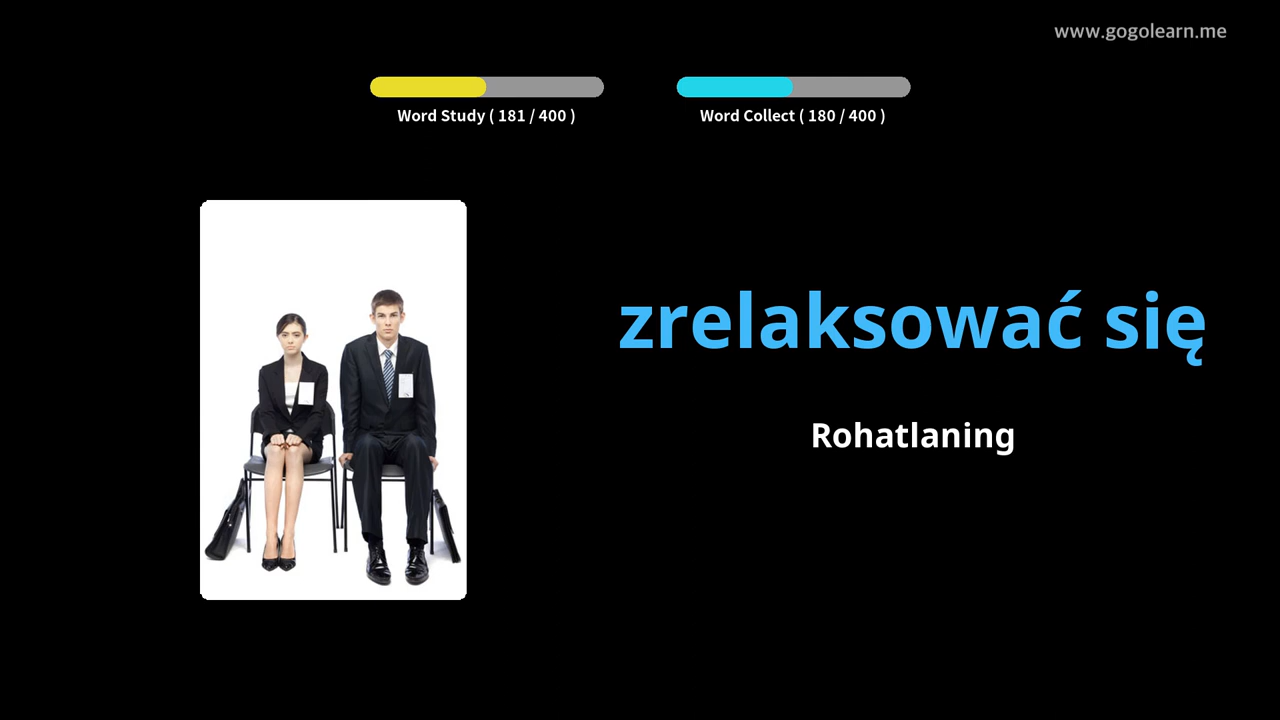 www.gogolearn.me
Word Study ( 181 / 400 )
Word Collect ( 180 / 400 )
zrelaksować się
Rohatlaning